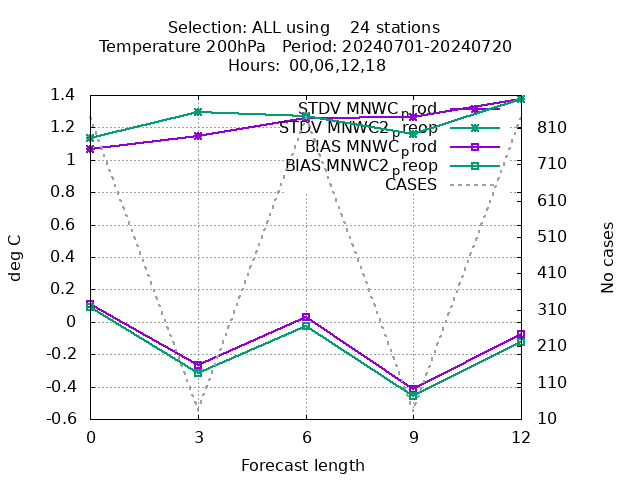 Selection: ALL using 24 stations
Temperature 200hPa Period: 20240701-20240720
Hours: 00,06,12,18
STDV MNWC_prod
STDV MNWC2_preop
BIAS MNWC_prod
BIAS MNWC2_preop
CASES
deg C
1.4
1.2
1
0.8
0.6
0.4
0.2
0
-0.2
-0.4
-0.6
810
710
610
510
410
310
210
110
10
No cases
0 3 6 9 12
Forecast length